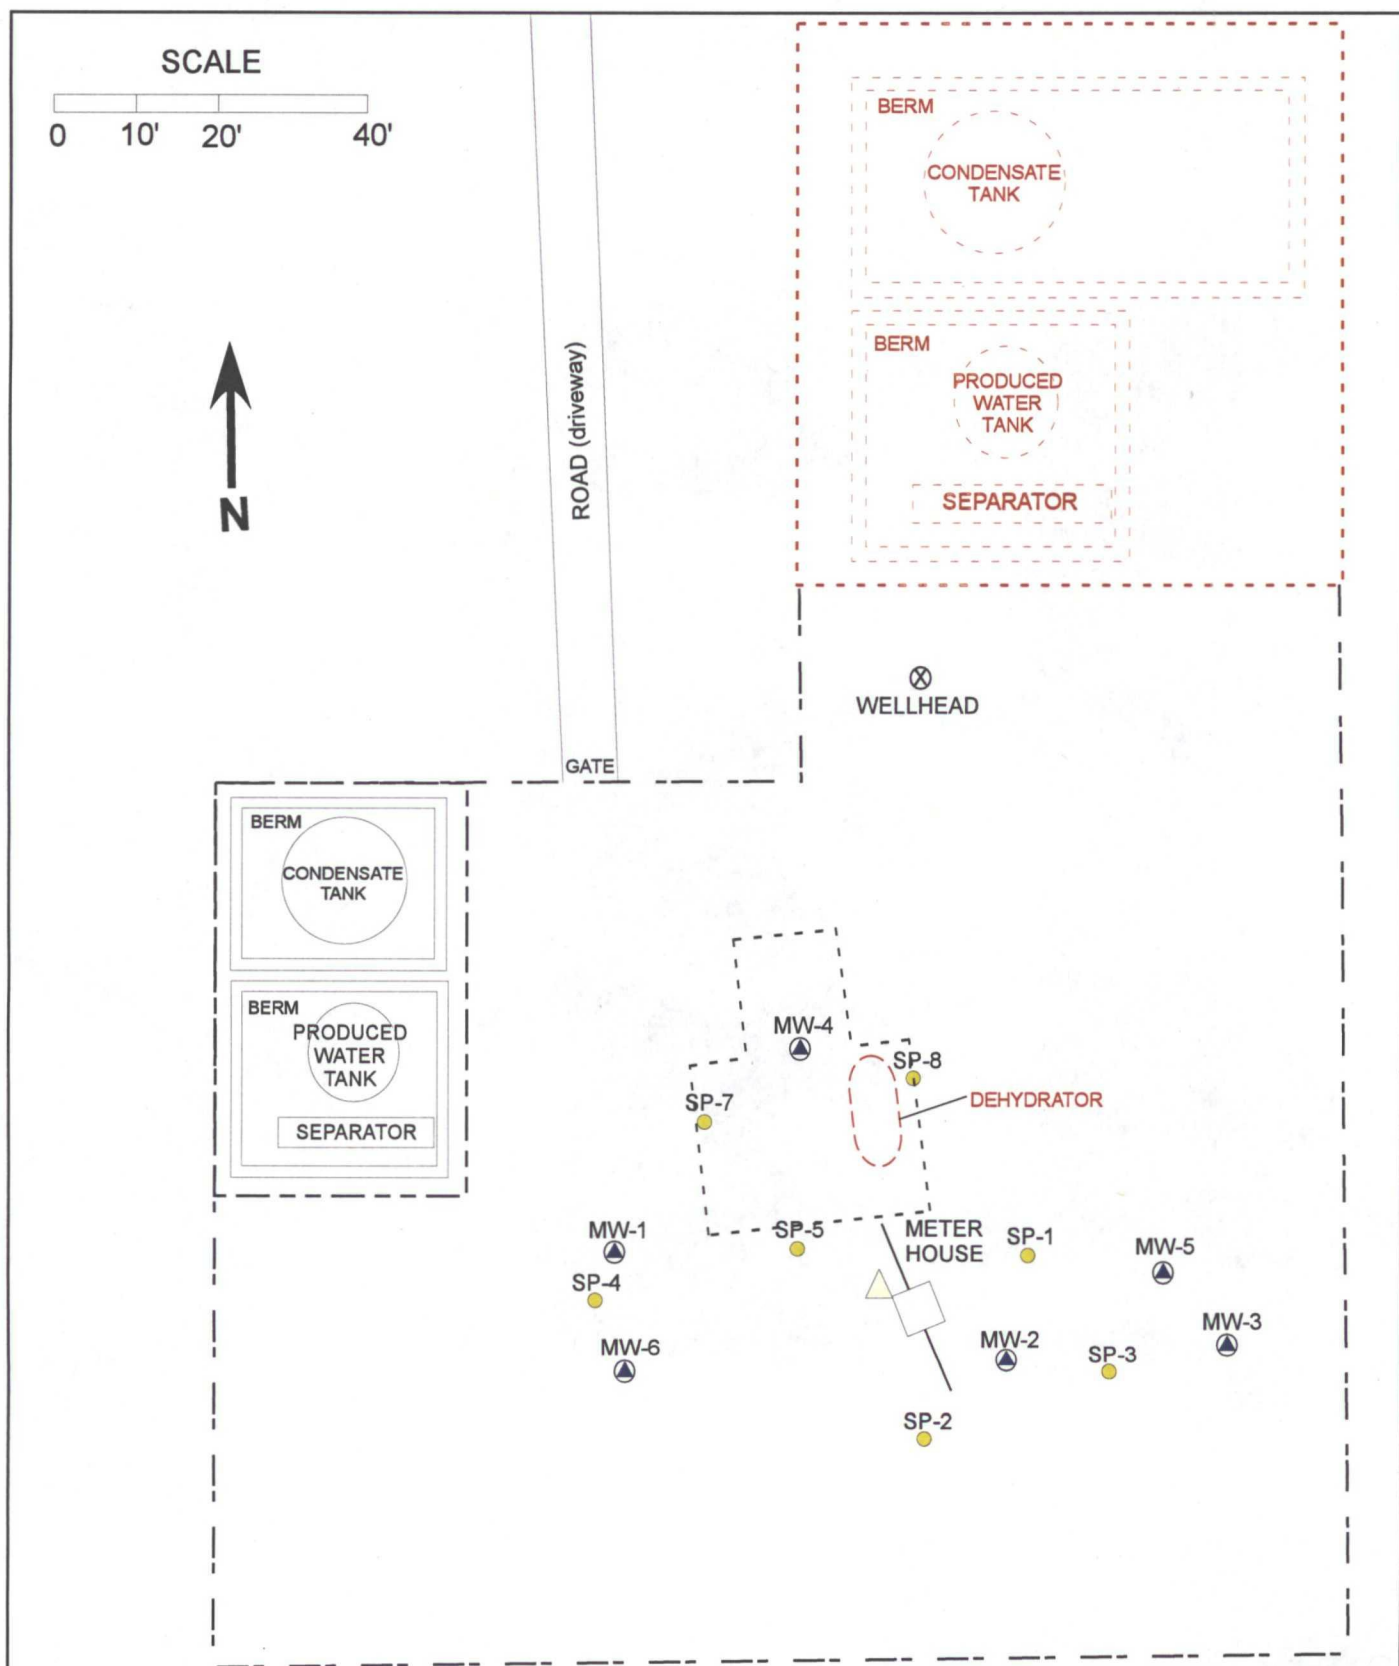 SCALE
0 10' 20' 40'
N
ROAD (driveway)
GATE
BERM
CONDENSATE
TANK
BERM
PRODUCED
WATER
TANK
SEPARATOR
WELLHEAD
BERM
CONDENSATE
TANK
BERM
PRODUCED
WATER
TANK
SEPARATOR
MW-4
SP-8
SP-7
DEHYDRATOR
MW-1
SP-5
METER
HOUSE
SP-1
MW-5
SP-4
MW-6
MW-2
SP-3
MW-3
SP-2